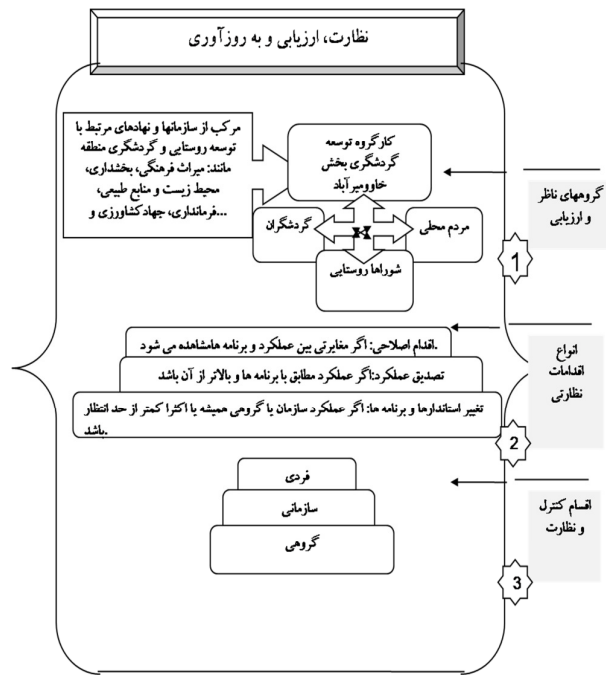 نظارت، ارزیابی و به روزآوری
مرکب از سازمانها و نهادهای مرتبط با
توسعه روستایی و گردشگری منطقه
مانند: میراث فرهنگی، بخشداری،
محیط زیست و منابع طبیعی،
فرمانداری، جهادکشاورزی و...
کارگروه توسعه
گردشگری بخش
خاوومیرآباد
گردشگران
مردم محلی
شوراها روستایی
گروههای ناظر
و ارزیابی
1
اقدام اصلاحی: اگر مغایرتی بین عملکرد و برنامه هامشاهده می شود.
تصدیق عملکرد:اگر عملکرد مطابق با برنامه ها و بالاتر از آن باشد
تغییر استاندارها و برنامه ها: اگر عملکرد سازمان یا گروهی همیشه یا اکثرا کمتر از حد انتظار
باشد.
انواع
اقدامات
نظارتی
2
فردی
سازمانی
گروهی
اقسام کنترل
و نظارت
3